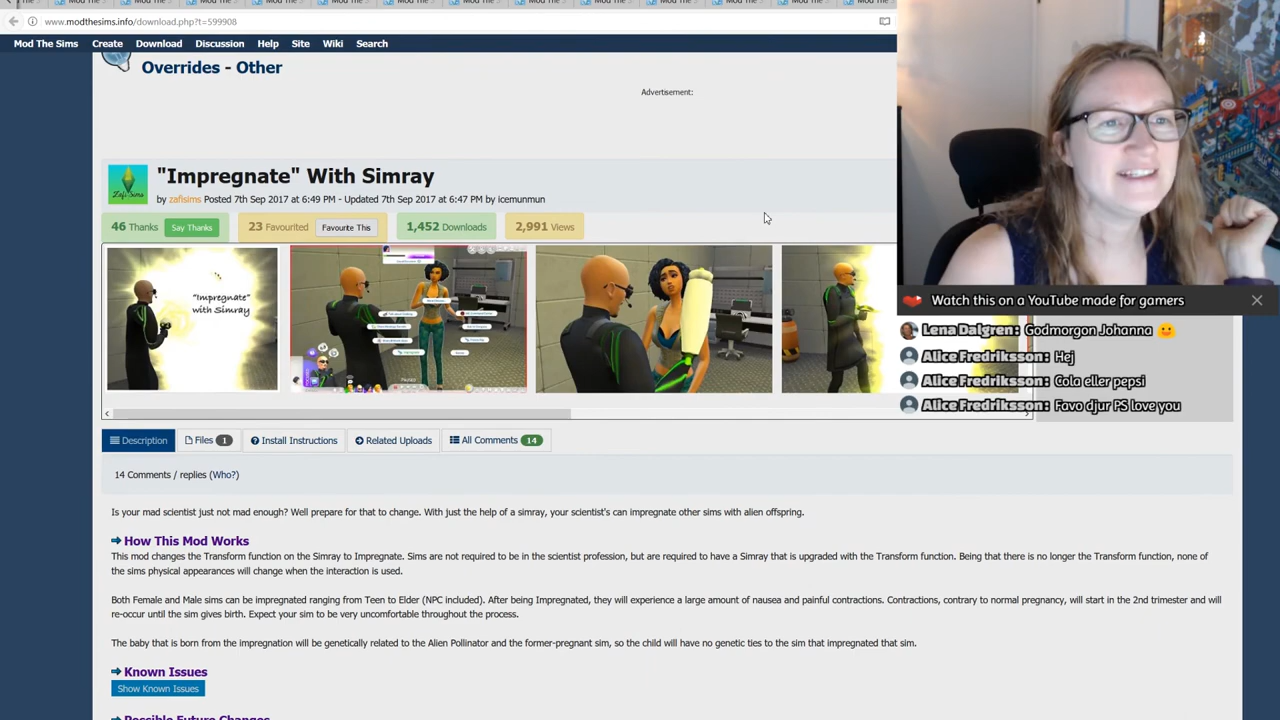 www.modthesims.info/download.php?t=599908
Mod The Sims Create Download Discussion Help Site Wiki Search
Overrides - Other
Advertisement:
"Impregnate" With Simray
by zafisims Posted 7th Sep 2017 at 6:49 PM - Updated 7th Sep 2017 at 6:47 PM by icemunmun
46 Thanks Say Thanks 23 Favourited Favourite This 1,452 Downloads 2,991 Views
"Impregnate"
with Simray
Watch this on a YouTube made for gamers
Lena Dalgren: Godmorgon Johanna 🙂
Alice Fredriksson: Hej
Alice Fredriksson: Cola eller pepsi
Alice Fredriksson: Favo djur PS love you
Description Files 1 Install Instructions Related Uploads All Comments 14
14 Comments / replies (Who?)
Is your mad scientist just not mad enough? Well prepare for that to change. With just the help of a simray, your scientist's can impregnate other sims with alien offspring.
How This Mod Works
This mod changes the Transform function on the Simray to Impregnate. Sims are not required to be in the scientist profession, but are required to have a Simray that is upgraded with the Transform function. Being that there is no longer the Transform function, none of
the sims physical appearances will change when the interaction is used.
Both Female and Male sims can be impregnated ranging from Teen to Elder (NPC included). After being Impregnated, they will experience a large amount of nausea and painful contractions. Contractions, contrary to normal pregnancy, will start in the 2nd trimester and will
re-occur until the sim gives birth. Expect your sim to be very uncomfortable throughout the process.
The baby that is born from the impregnation will be genetically related to the Alien Pollinator and the former-pregnant sim, so the child will have no genetic ties to the sim that impregnated that sim.
Known Issues
Show Known Issues
Possible Future Changes